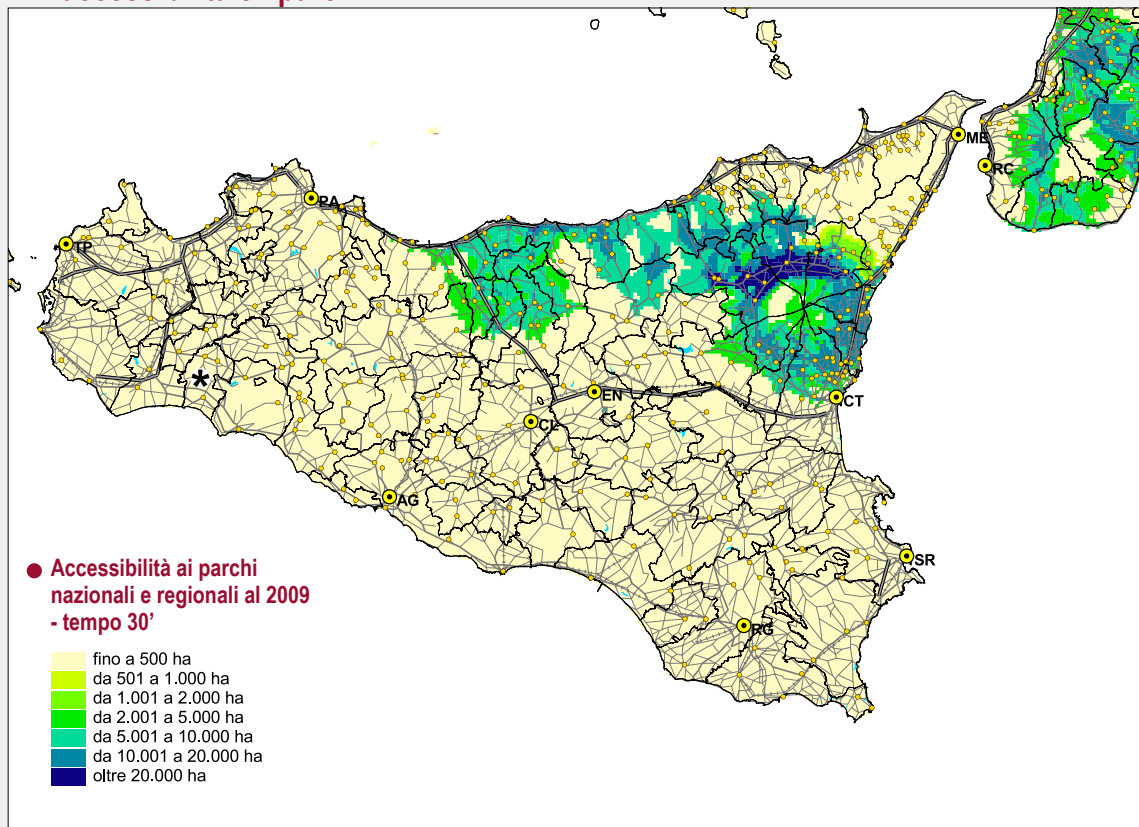 ME
RC
PA
TP
EN
CT
CL
AG
SR
RG
*
Accessibilità ai parchi
nazionali e regionali al 2009
- tempo 30’
fino a 500 ha
da 501 a 1.000 ha
da 1.001 a 2.000 ha
da 2.001 a 5.000 ha
da 5.001 a 10.000 ha
da 10.001 a 20.000 ha
oltre 20.000 ha